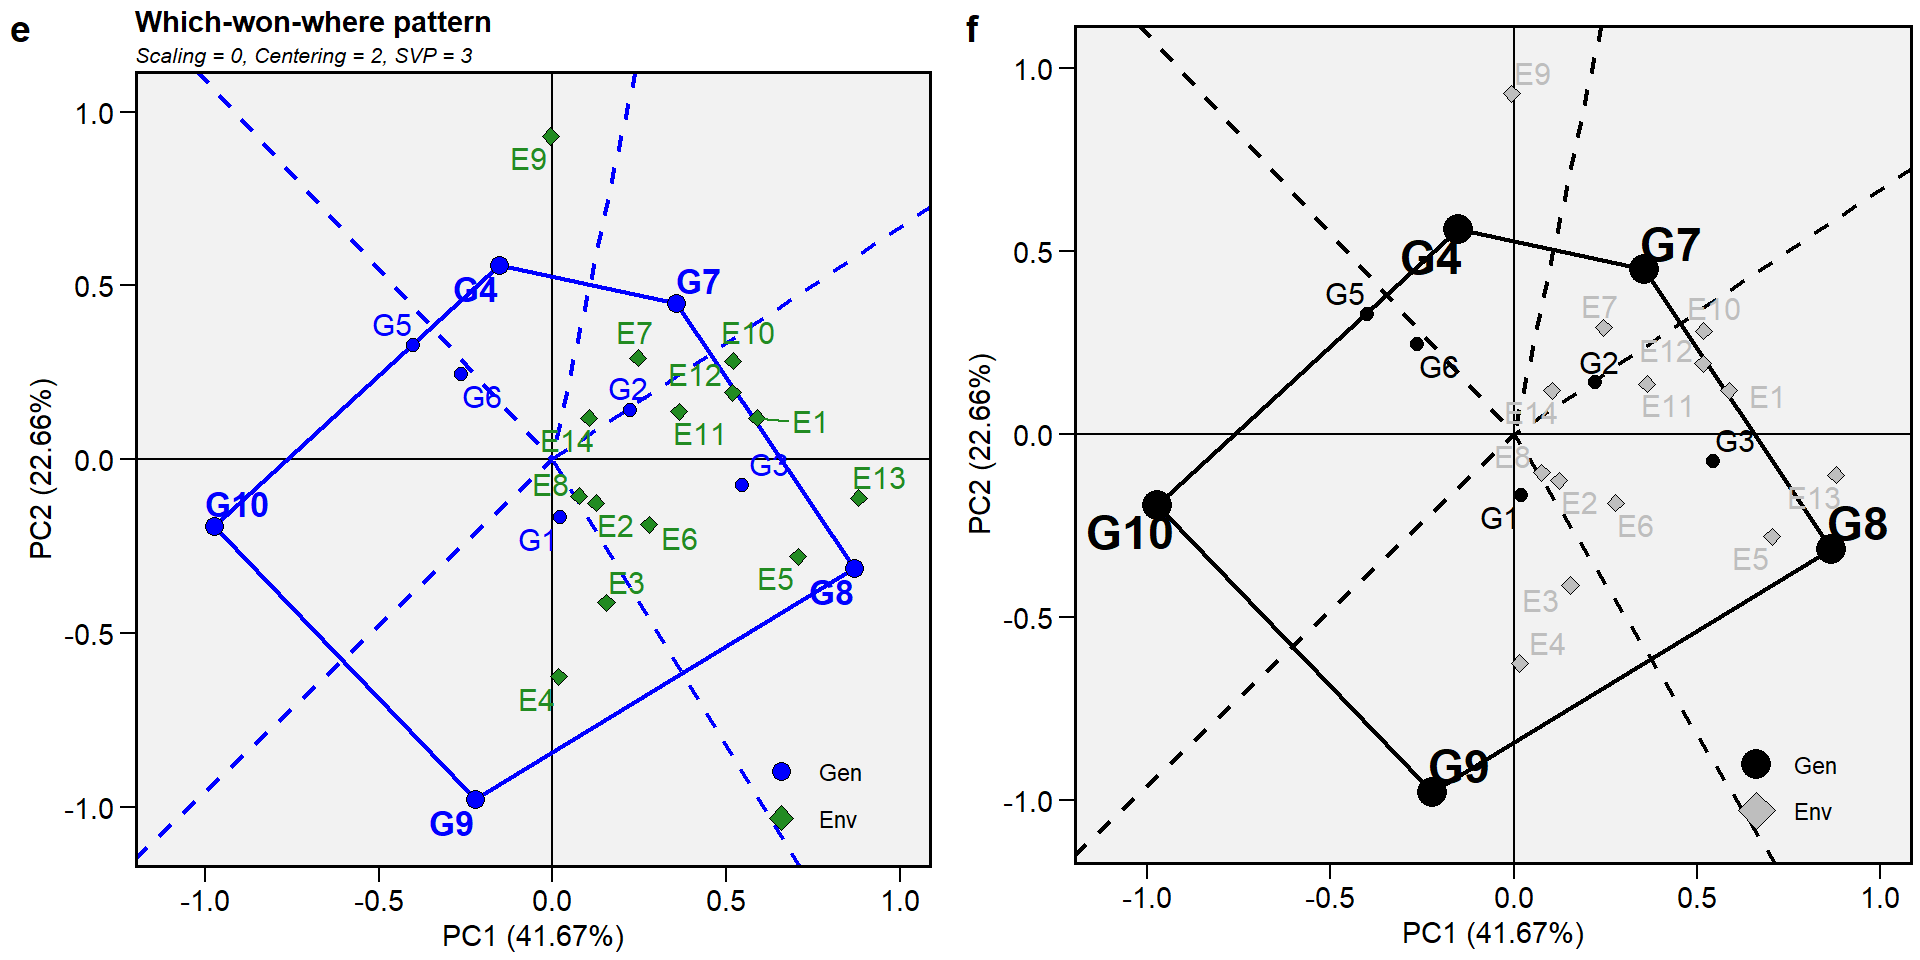 e
Which-won-where pattern
Scaling = 0, Centering = 2, SVP = 3
1.0
0.5
0.0
-0.5
-1.0
PC2 (22.66%)
E9
G4
G7
G5
E7
E10
G6
G2
E12
E14
E11
E1
G3
G10
E8
E13
G1
E2
E6
E3
E5
G8
E4
G9
Gen
Env
-1.0
-0.5
0.0
0.5
1.0
PC1 (41.67%)
f
1.0
0.5
0.0
-0.5
-1.0
PC2 (22.66%)
E9
G4
G7
G5
E7
E10
G6
G2
E12
E14
E11
E1
G3
E8
G10
G1
E2
E6
E13
G8
E5
E3
E4
G9
Gen
Env
-1.0
-0.5
0.0
0.5
1.0
PC1 (41.67%)